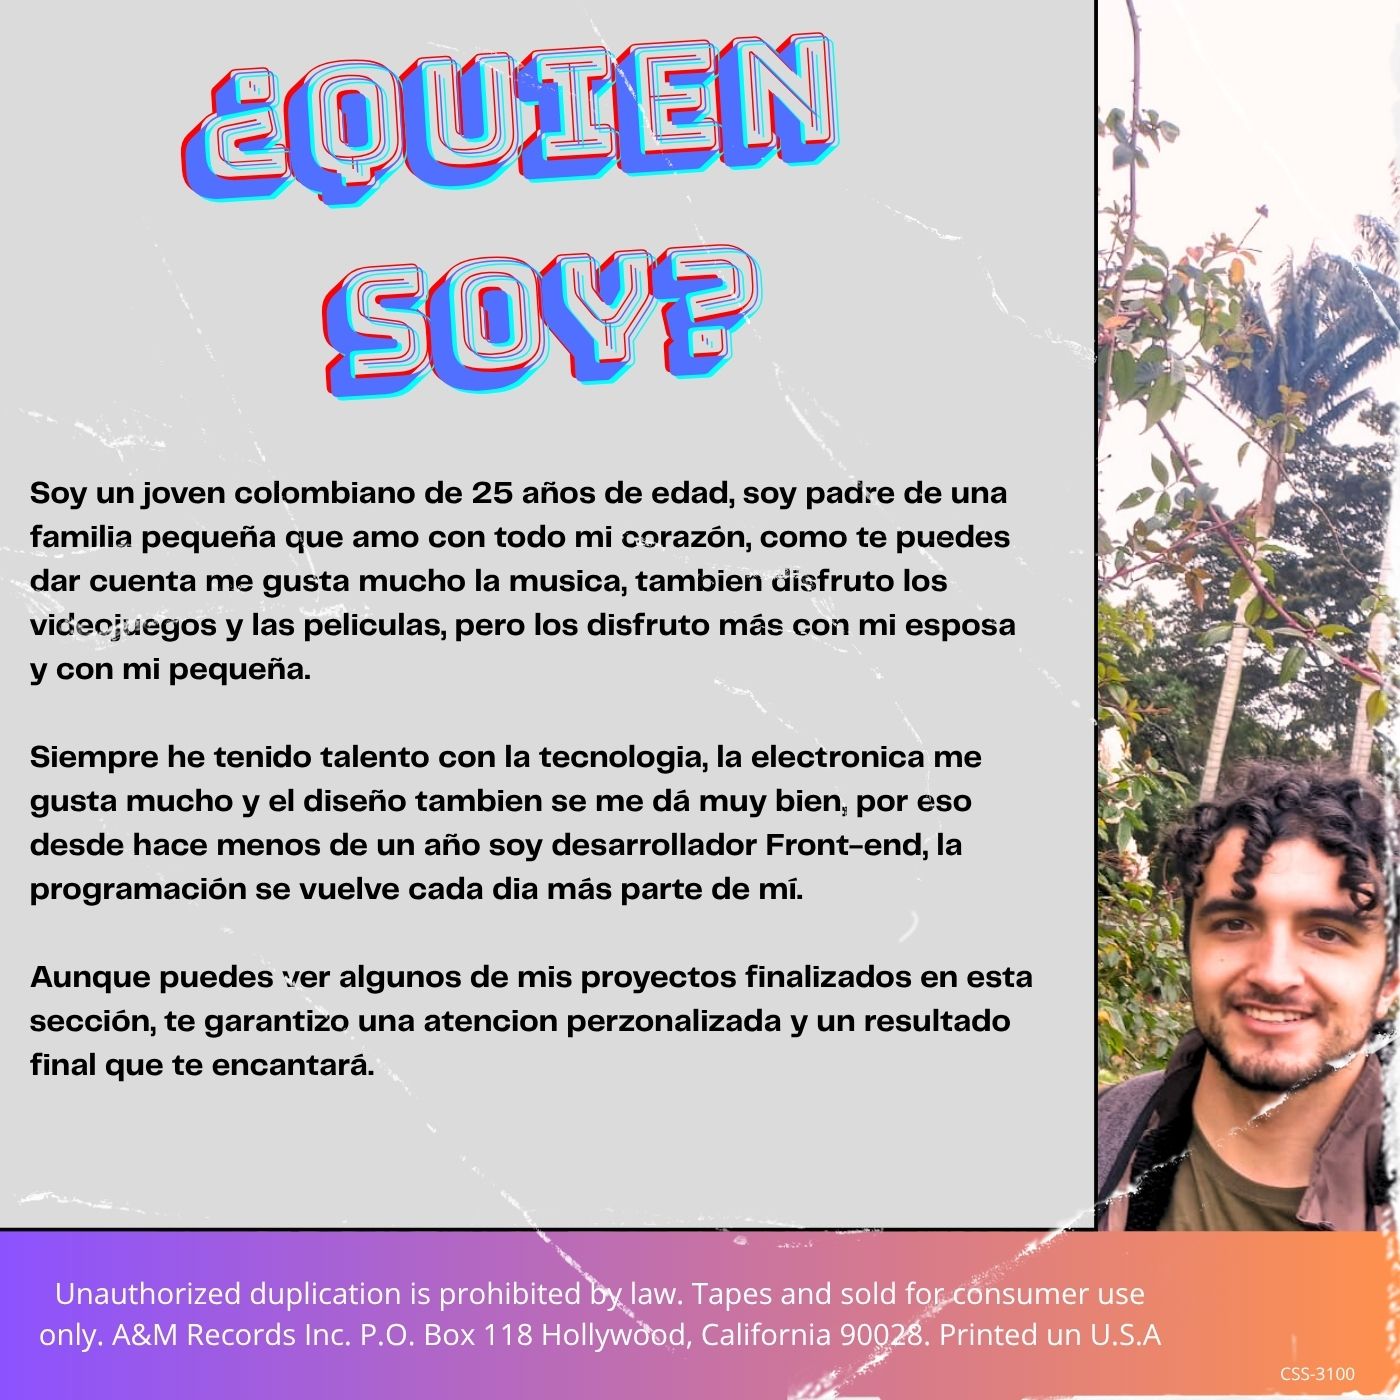 ¿QUIEN
SOY?
Soy un joven colombiano de 25 años de edad, soy padre de una
familia pequeña que amo con todo mi corazón, como te puedes
dar cuenta me gusta mucho la musica, tambien disfruto los
videojuegos y las peliculas, pero los disfruto más con mi esposa
y con mi pequeña.
Siempre he tenido talento con la tecnologia, la electronica me
gusta mucho y el diseño tambien se me dá muy bien, por eso
desde hace menos de un año soy desarrollador Front-end, la
programación se vuelve cada dia más parte de mí.
Aunque puedes ver algunos de mis proyectos finalizados en esta
sección, te garantizo una atencion perzonalizada y un resultado
final que te encantará.
Unauthorized duplication is prohibited by law. Tapes and sold for consumer use
only. A&M Records Inc. P.O. Box 118 Hollywood, California 90028. Printed un U.S.A
CSS-3100